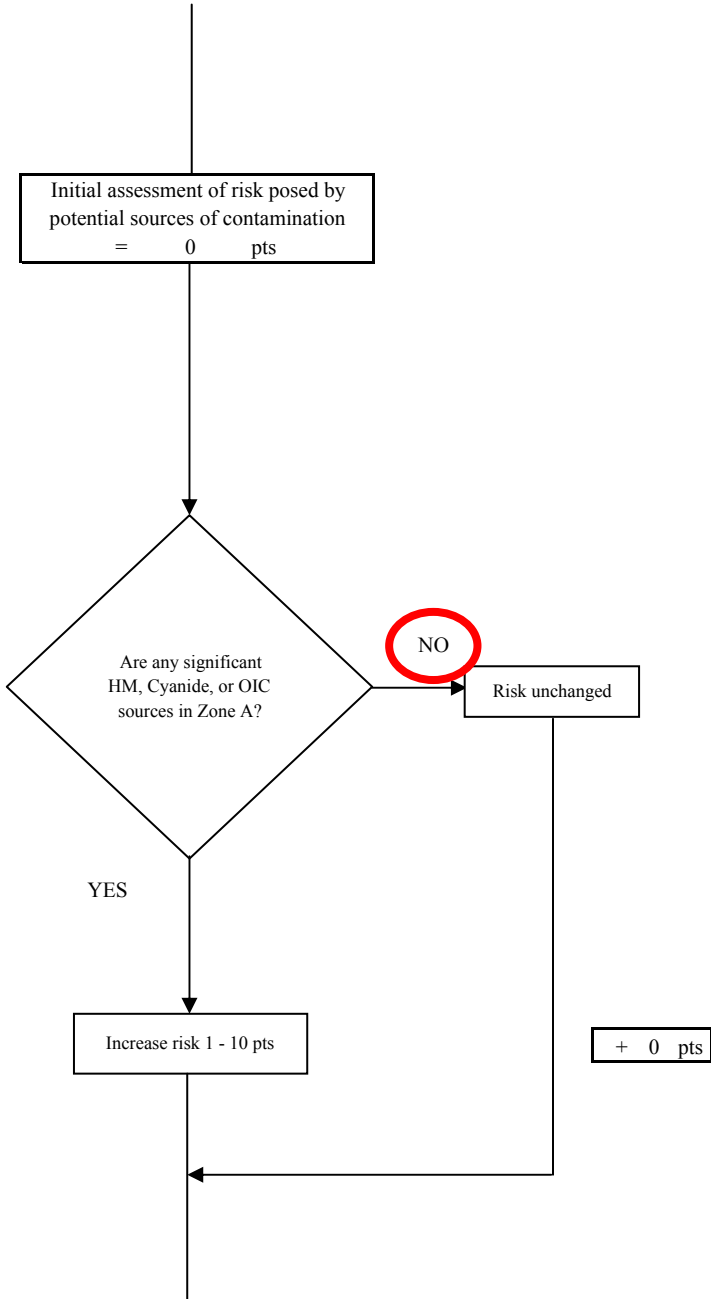 Initial assessment of risk posed by
potential sources of contamination
= 0 pts
Are any significant
HM, Cyanide, or OIC
sources in Zone A?
NO
Risk unchanged
YES
Increase risk 1 - 10 pts
+ 0 pts